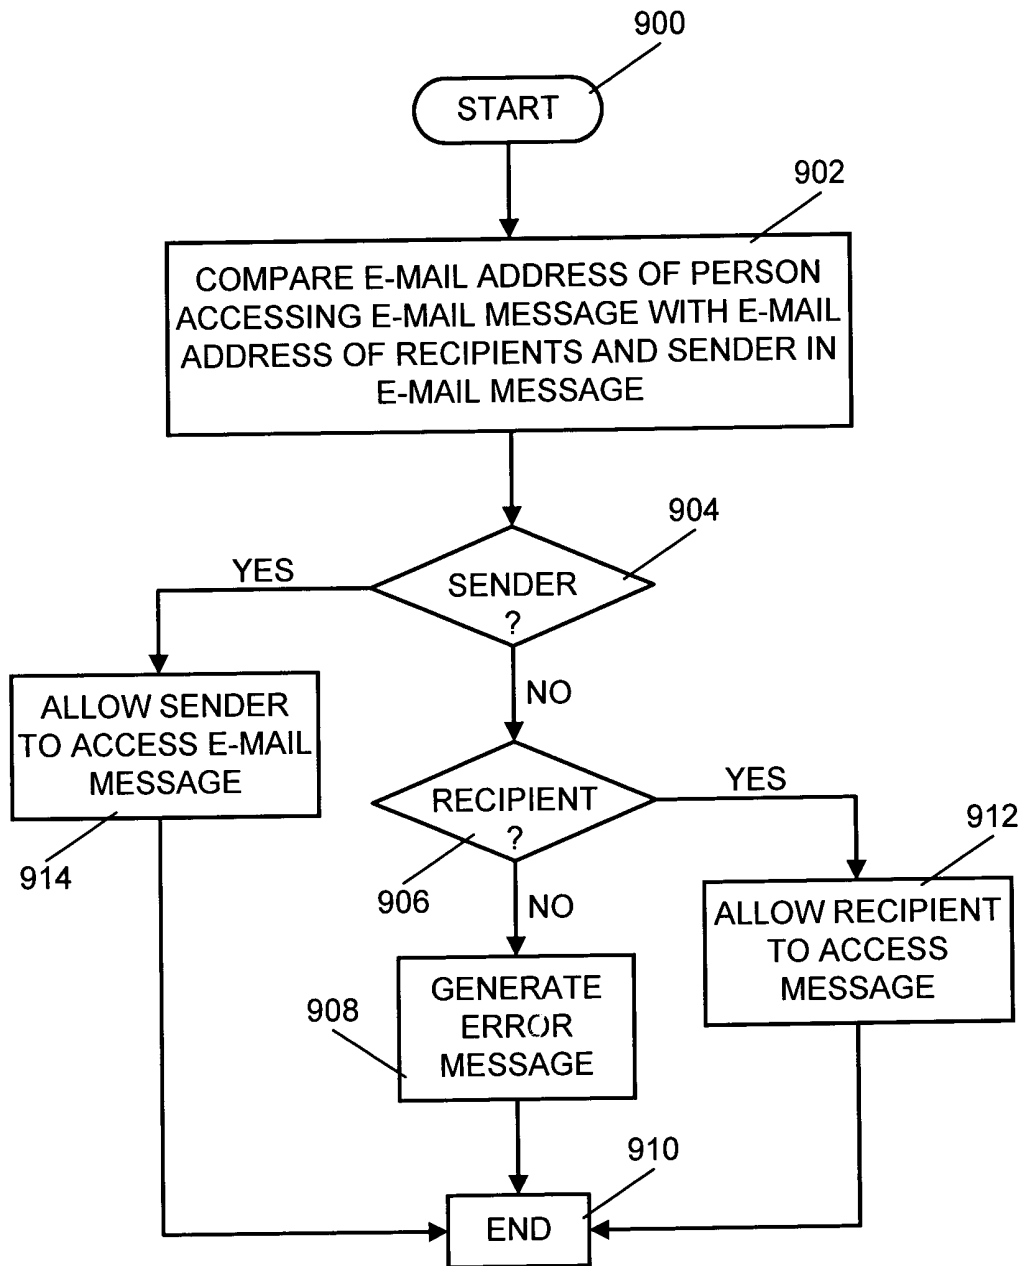 900
START
902
COMPARE E-MAIL ADDRESS OF PERSON
ACCESSING E-MAIL MESSAGE WITH E-MAIL
ADDRESS OF RECIPIENTS AND SENDER IN
E-MAIL MESSAGE
904
YES
SENDER
?
NO
ALLOW SENDER
TO ACCESS E-MAIL
MESSAGE
914
RECIPIENT
?
YES
906
912
NO
ALLOW RECIPIENT
TO ACCESS
MESSAGE
GENERATE
ERROR
MESSAGE
908
910
END